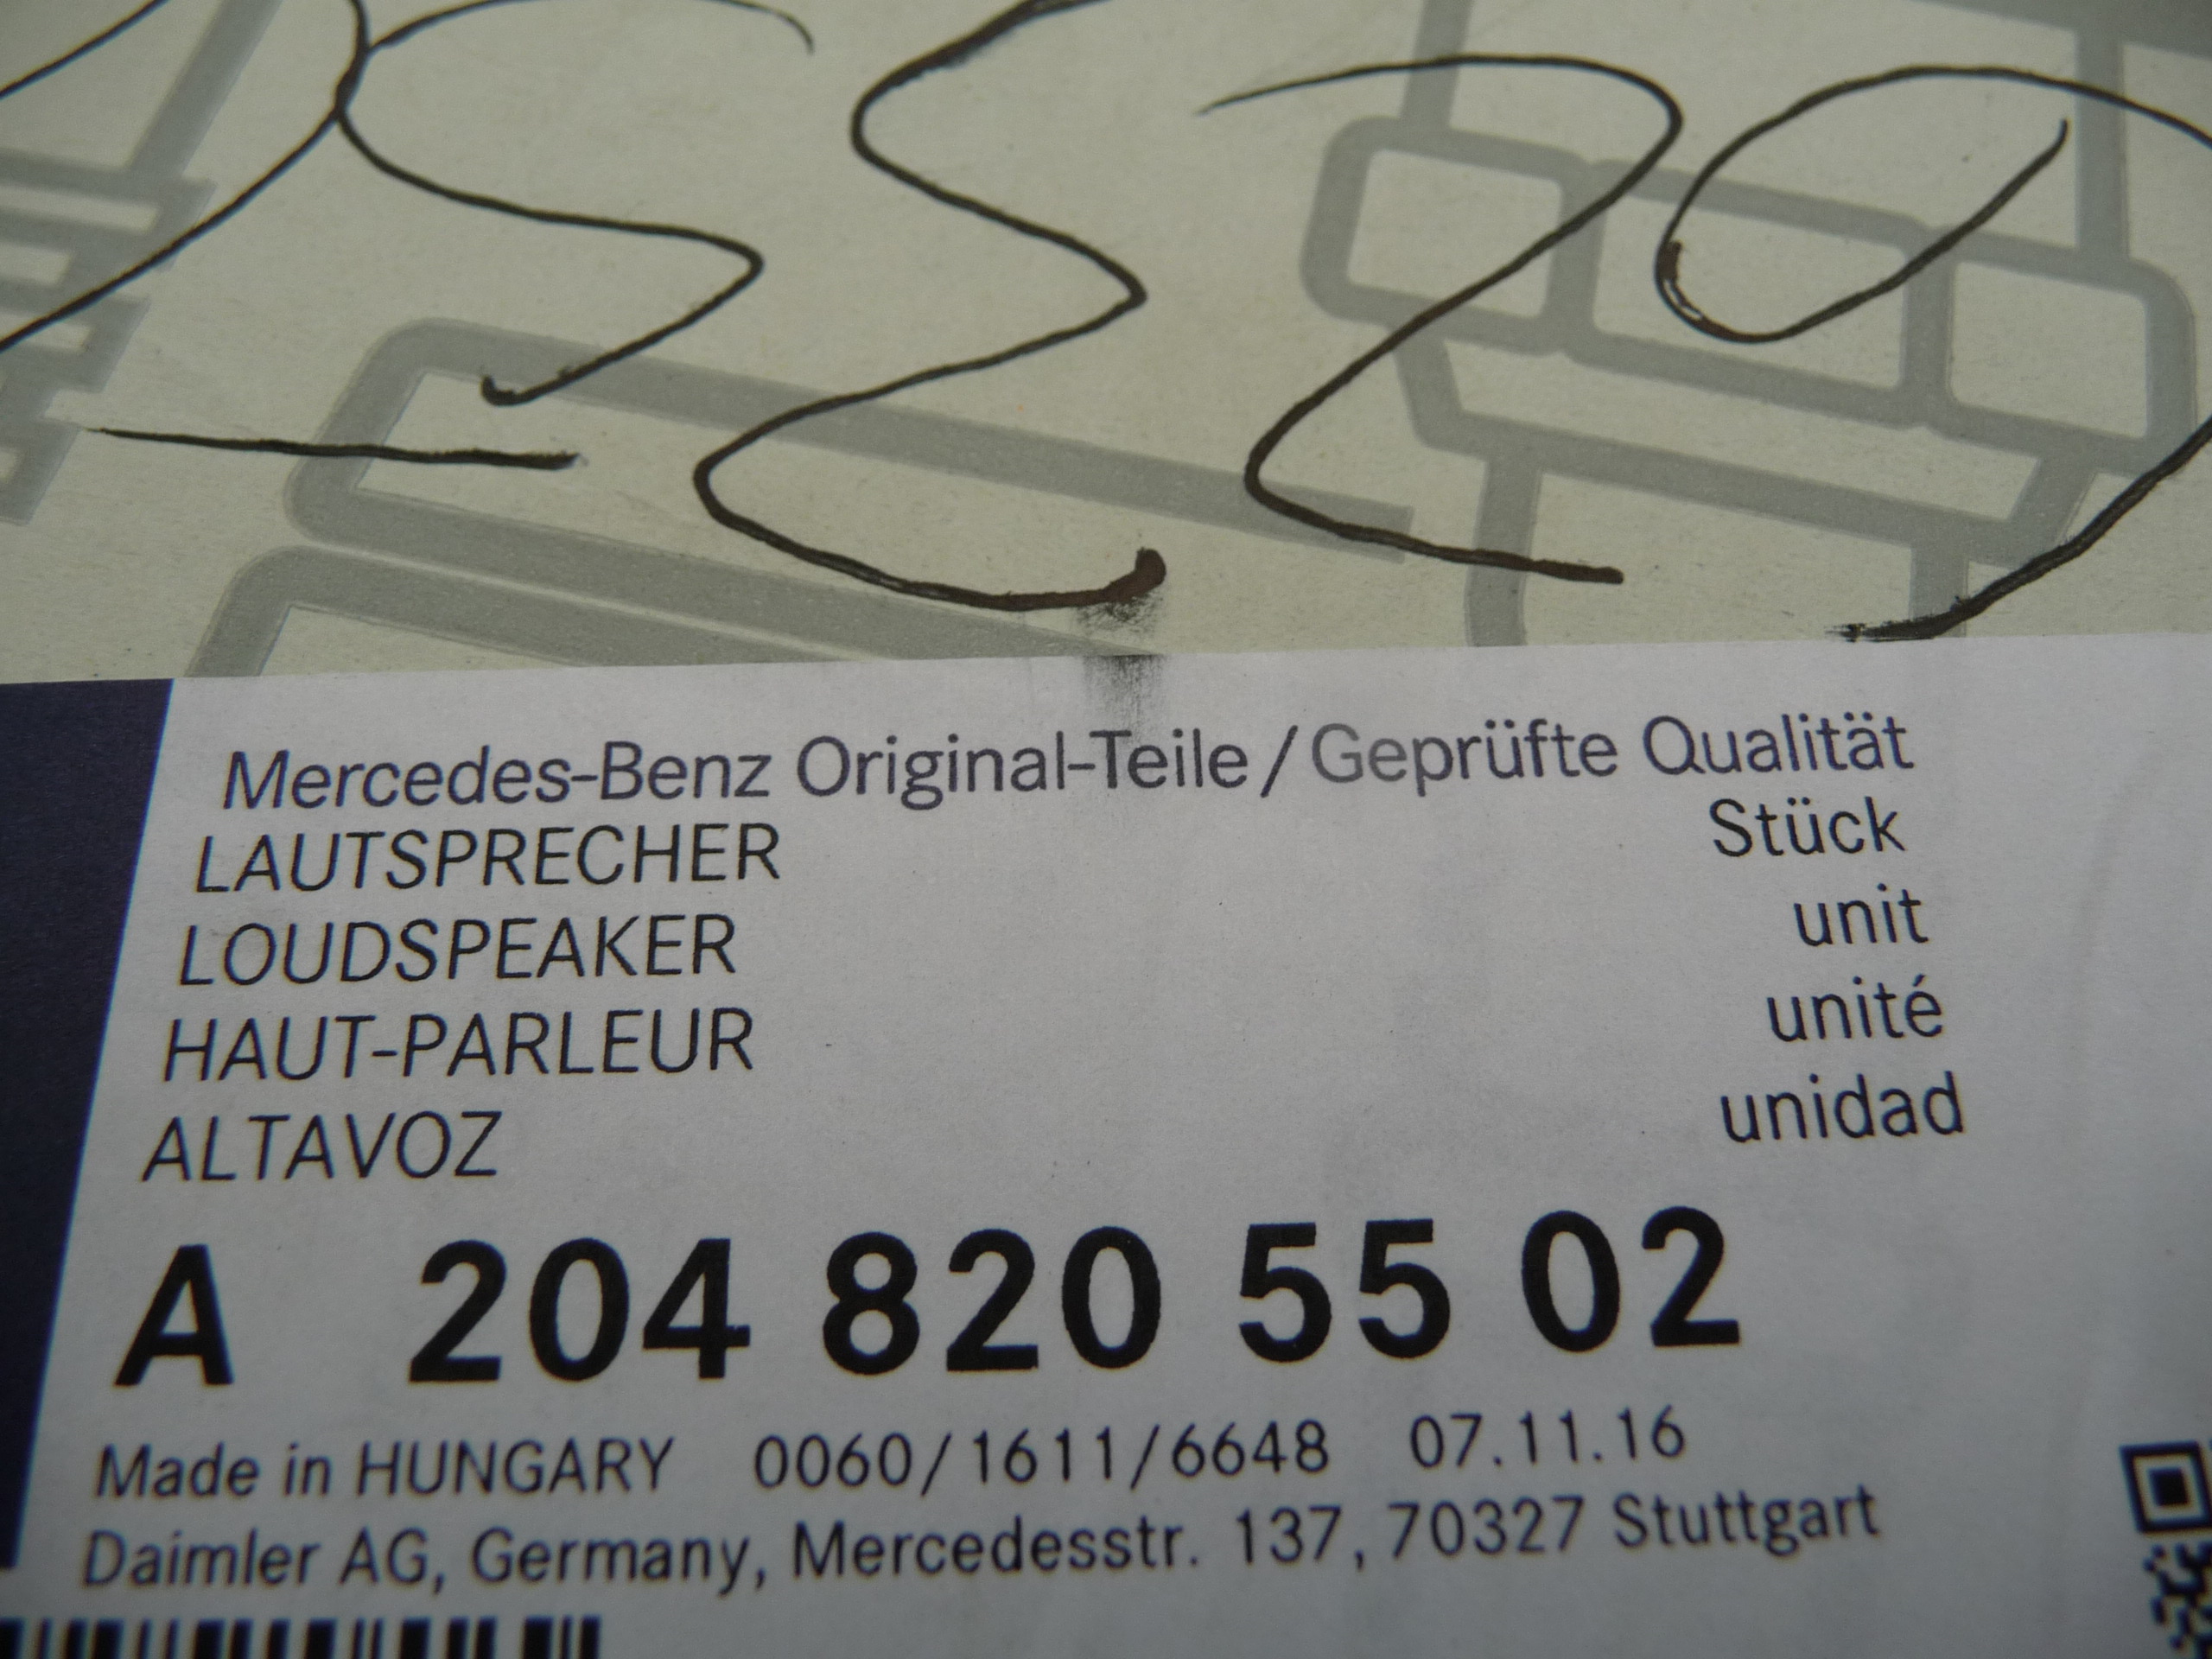 Mercedes-Benz Original-Teile / Geprüfte Qualität
LAUTSPRECHER Stück
LOUDSPEAKER unit
HAUT-PARLEUR unité
ALTAVOZ unidad
A 204 820 55 02
Made in HUNGARY 0060/1611/6648 07.11.16
Daimler AG, Germany, Mercedesstr. 137, 70327 Stuttgart